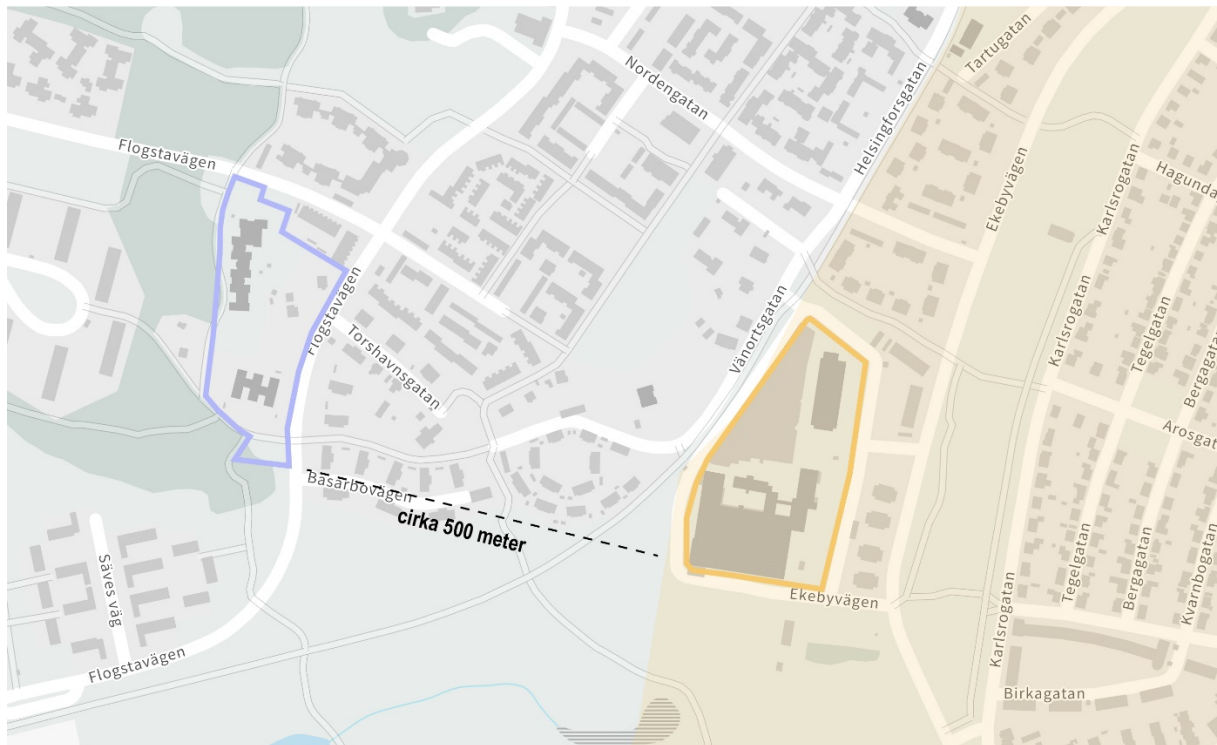 Flogstavägen
Nordengatan
Helsingforsgatan
Tartugatan
Ekebyvägen
Karlsrogatan
Hagunda
Flogstavägen
Torshavnsgatan
Vänortsgatan
Karlsrogatan
Tegelgatan
Bergagatan
Arosgat
Basarbovägen
cirka 500 meter
Säves väg
Ekebyvägen
Karlsrogatan
Tegelgatan
Bergagatan
Kvarnbogatan
Flogstavägen
Birkagatan